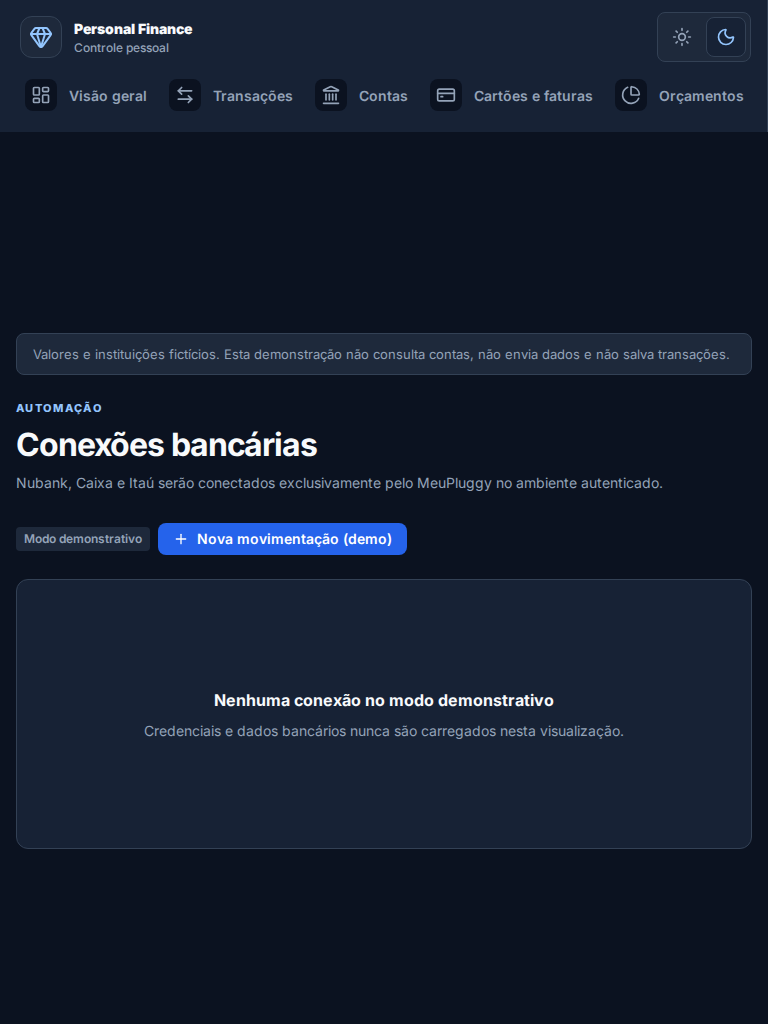 Personal Finance
Controle pessoal
Visão geral
Transações
Contas
Cartões e faturas
Orçamentos
Valores e instituições fictícios. Esta demonstração não consulta contas, não envia dados e não salva transações.
AUTOMAÇÃO
Conexões bancárias
Nubank, Caixa e Itaú serão conectados exclusivamente pelo MeuPluggy no ambiente autenticado.
Modo demonstrativo
Nova movimentação (demo)
Nenhuma conexão no modo demonstrativo
Credenciais e dados bancários nunca são carregados nesta visualização.